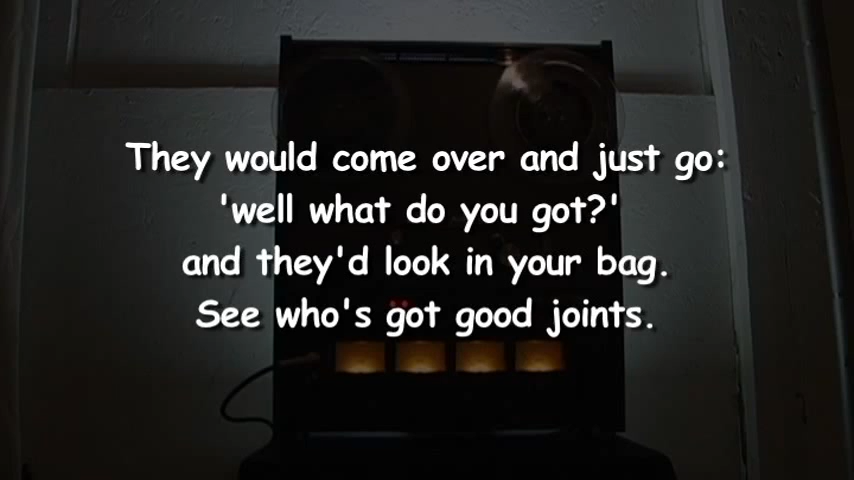 They would come over and just go:
'well what do you got?'
and they'd look in your bag.
See who's got good joints.